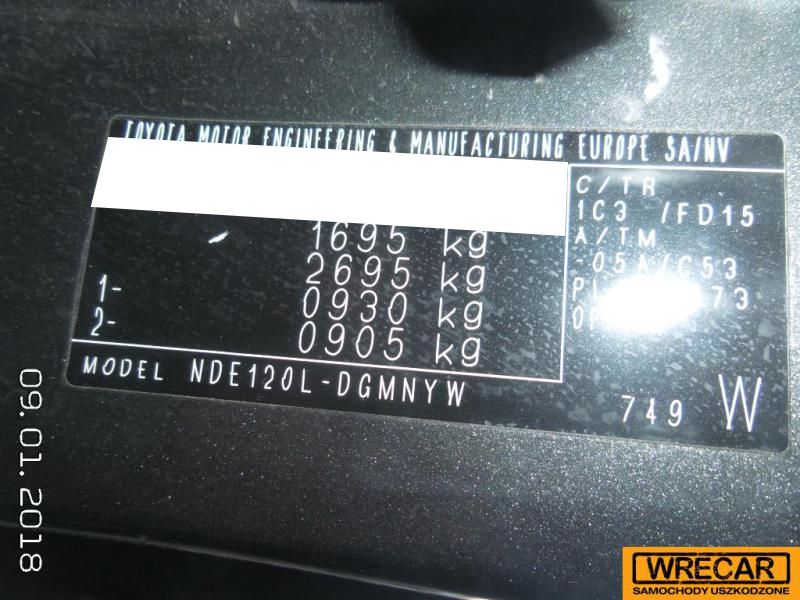 TOYOTA MOTOR ENGINEERING & MANUFACTURING EUROPE SA/NV
1695 kg
2695 kg
1- 0930 kg
2- 0905 kg
MODEL NDE120L-DGMNYW
C/TR
1C3 /FD15
A/TM
-05A/C53
73
749 W
09.01.2018
WRECAR
SAMOCHODY USZKODZONE